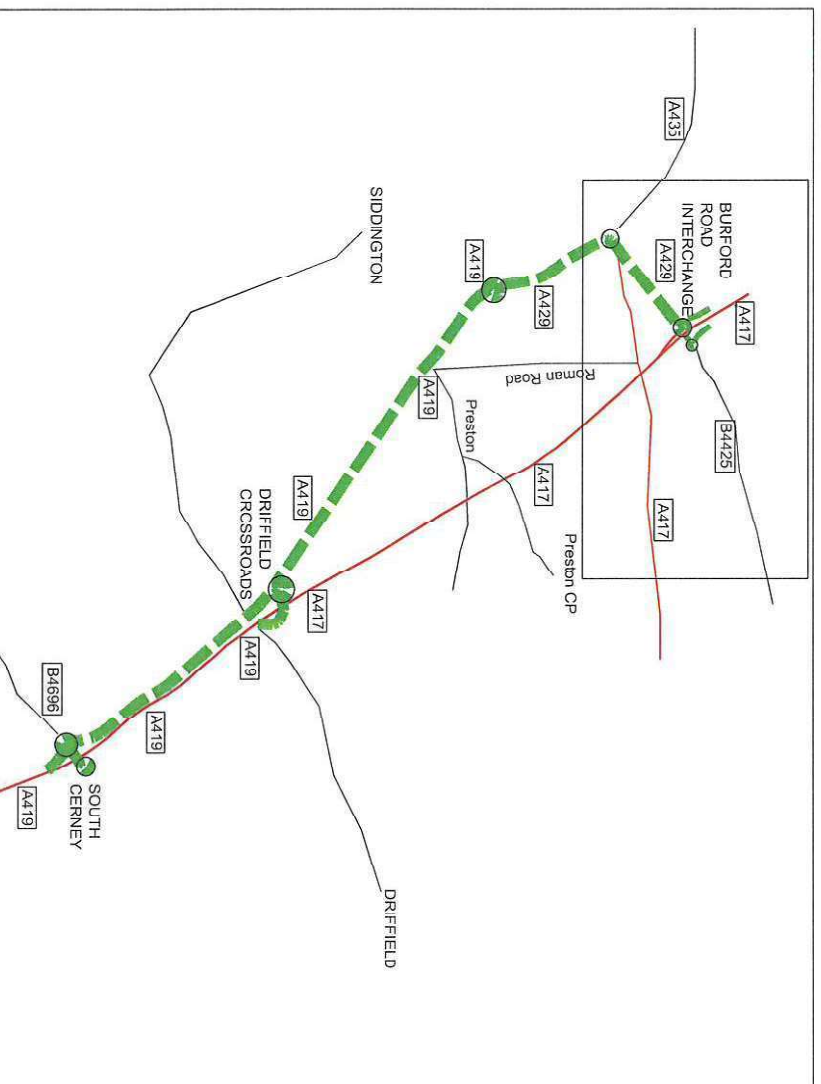 A435
BURFORD
ROAD
INTERCHANGE
A429
A417
SIDDINGTON
A419
A429
B4425
A419
Roman Road
Preston
A417
A417
A419
DRIFFIELD
CROSSROADS
Preston CP
A417
A419
B4696
A419
A419
SOUTH
CERNEY
DRIFFIELD